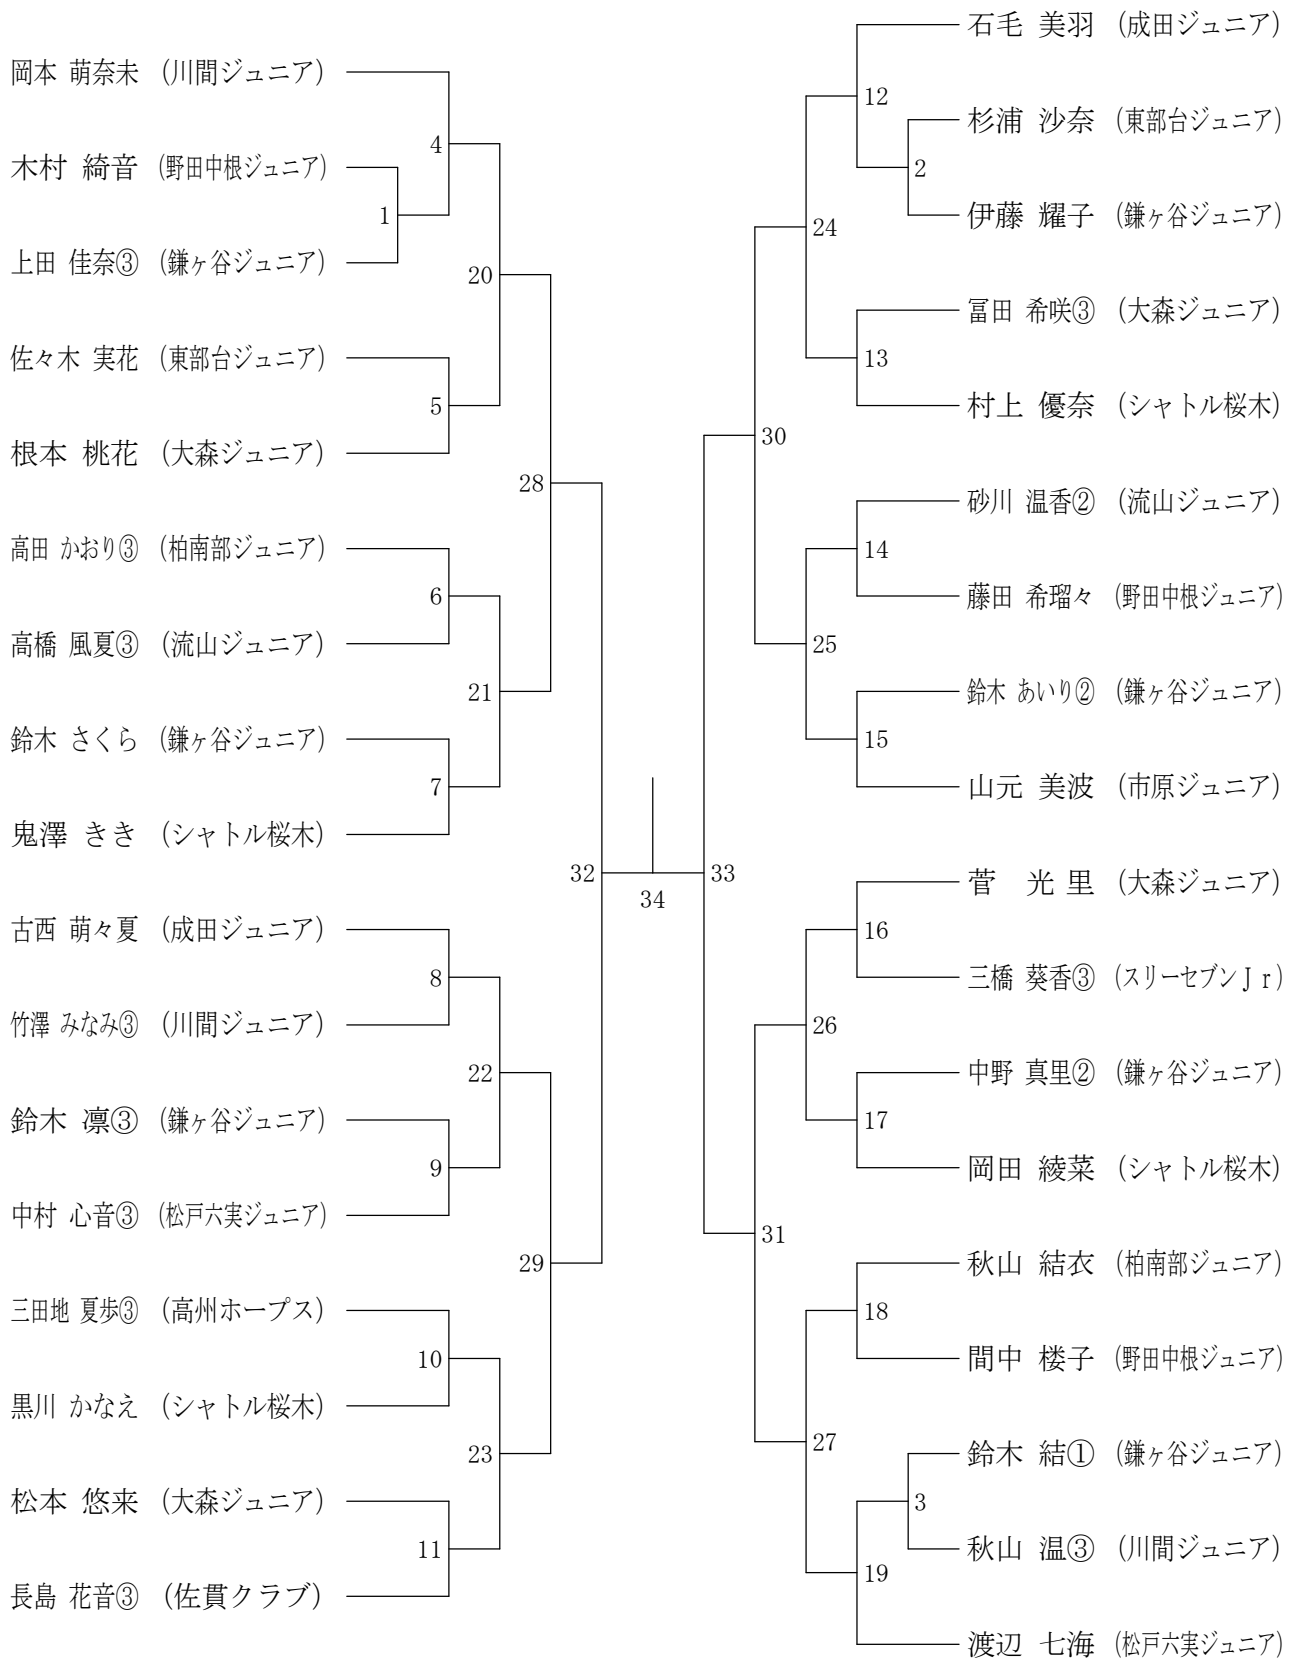 岡本 萌奈未 (川間ジュニア)
木村 綺音 (野田中根ジュニア)
上田 佳奈③ (鎌ヶ谷ジュニア)
佐々木 実花 (東部台ジュニア)
根本 桃花 (大森ジュニア)
高田 かおり③ (柏南部ジュニア)
高橋 風夏③ (流山ジュニア)
鈴木 さくら (鎌ヶ谷ジュニア)
鬼澤 きき (シャトル桜木)
古西 萌々夏 (成田ジュニア)
竹澤 みなみ③ (川間ジュニア)
鈴木 凛③ (鎌ヶ谷ジュニア)
中村 心音③ (松戸六実ジュニア)
三田地 夏歩③ (高州ホープス)
黒川 かなえ (シャトル桜木)
松本 悠来 (大森ジュニア)
長島 花音③ (佐貫クラブ)
1
4
5
6
7
8
9
10
11
20
21
22
23
28
29
32
34
33
30
31
24
25
26
27
12
13
14
15
16
17
18
19
2
3
石毛 美羽 (成田ジュニア)
杉浦 沙奈 (東部台ジュニア)
伊藤 耀子 (鎌ヶ谷ジュニア)
冨田 希咲③ (大森ジュニア)
村上 優奈 (シャトル桜木)
砂川 温香② (流山ジュニア)
藤田 希瑠々 (野田中根ジュニア)
鈴木 あいり② (鎌ヶ谷ジュニア)
山元 美波 (市原ジュニア)
菅 光里 (大森ジュニア)
三橋 葵香③ (スリーセブンJr)
中野 真里② (鎌ヶ谷ジュニア)
岡田 綾菜 (シャトル桜木)
秋山 結衣 (柏南部ジュニア)
間中 楼子 (野田中根ジュニア)
鈴木 結① (鎌ヶ谷ジュニア)
秋山 温③ (川間ジュニア)
渡辺 七海 (松戸六実ジュニア)